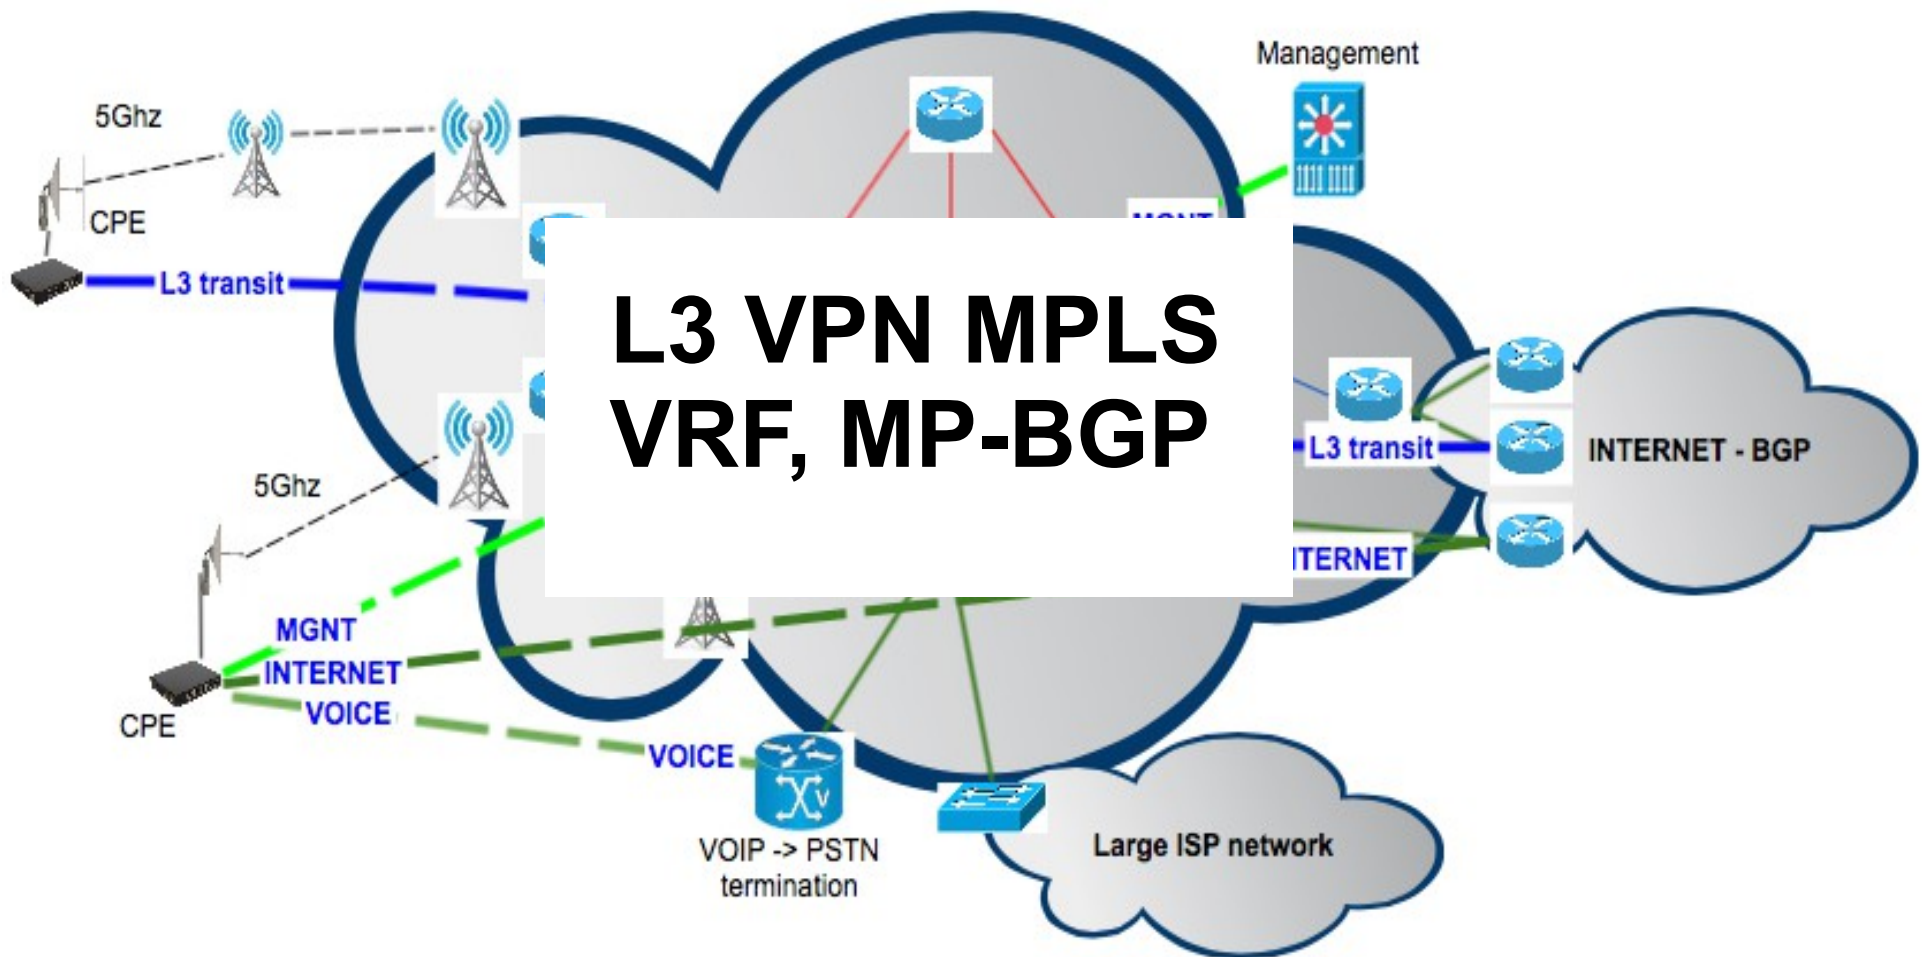 Management
5Ghz
CPE
MGNT
L3 transit
L3 VPN MPLS
VRF, MP-BGP
L3 transit
INTERNET - BGP
5Ghz
ITERNET
MGNT
INTERNET
VOICE
CPE
VOICE
VOIP -> PSTN
termination
Large ISP network
V